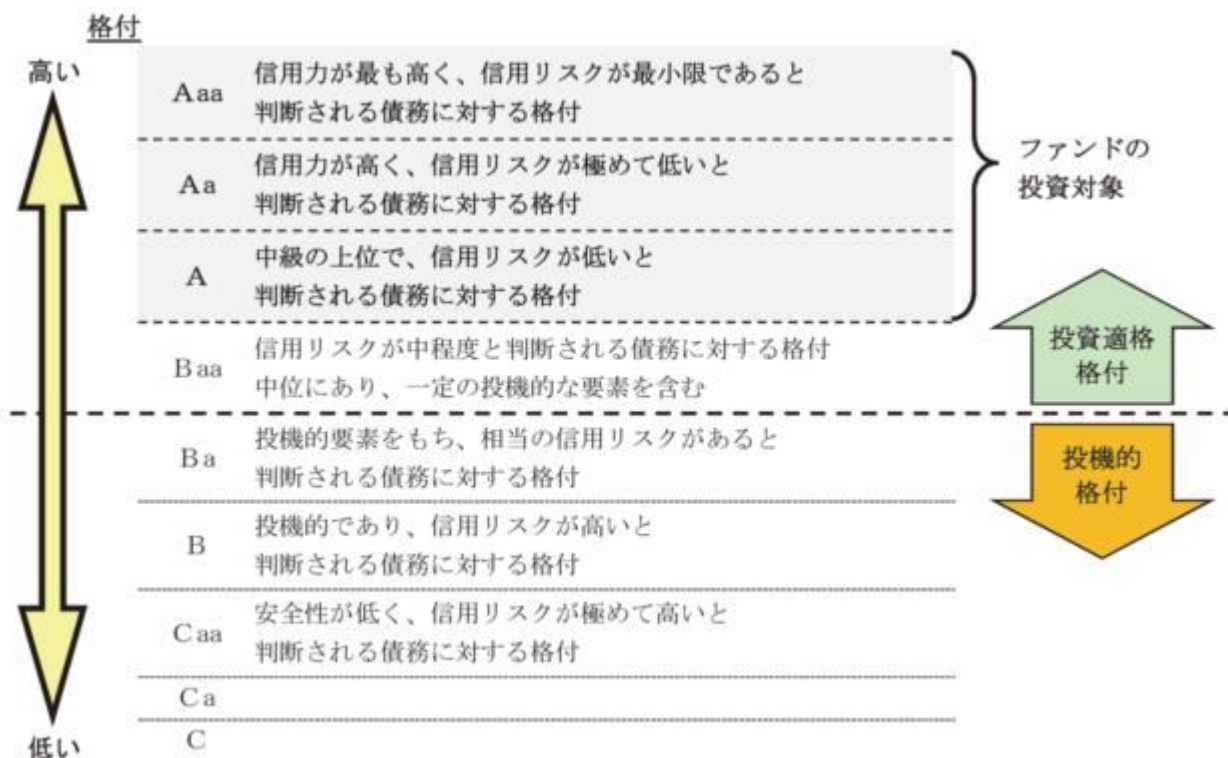 格付
高い
Aaa
信用力が最も高く、信用リスクが最小限であると
判断される債務に対する格付
Aa
信用力が高く、信用リスクが極めて低いと
判断される債務に対する格付
A
中級の上位で、信用リスクが低いと
判断される債務に対する格付
ファンドの
投資対象
Baa
信用リスクが中程度と判断される債務に対する格付
中位にあり、一定の投機的な要素を含む
投資適格
格付
Ba
投機的要素をもち、相当の信用リスクがあると
判断される債務に対する格付
投機的
格付
B
投機的であり、信用リスクが高いと
判断される債務に対する格付
Caa
安全性が低く、信用リスクが極めて高いと
判断される債務に対する格付
Ca
C
低い